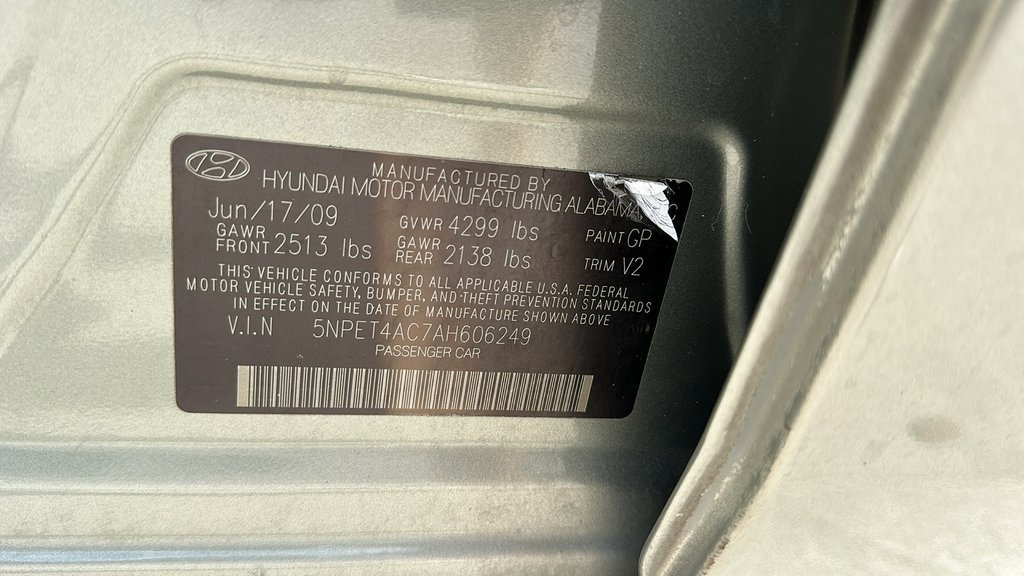 MANUFACTURED BY
HYUNDAI MOTOR MANUFACTURING ALABAMA
Jun/17/09 GVWR 4299 lbs PAINT GP
GAWR FRONT 2513 lbs GAWR REAR 2138 lbs TRIM V2
THIS VEHICLE CONFORMS TO ALL APPLICABLE U.S.A. FEDERAL
MOTOR VEHICLE SAFETY, BUMPER, AND THEFT PREVENTION STANDARDS
IN EFFECT ON THE DATE OF MANUFACTURE SHOWN ABOVE
V.I.N 5NPET4AC7AH606249
PASSENGER CAR